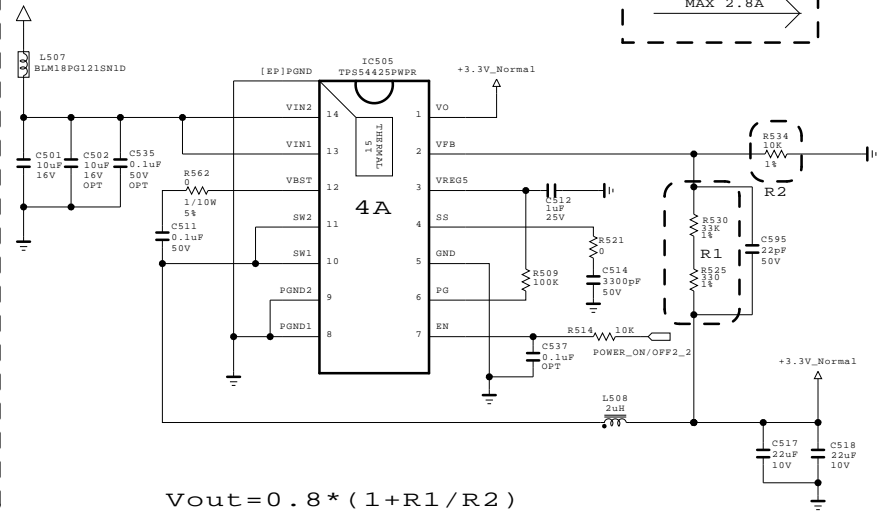 MAX 2.8A
L507
BLM18PG121SN1D
IC505
TPS54425PWPR
[EP]PGND
+3.3V_Normal
VIN2
14
1
VO
VIN1
13
2
VFB
THERMAL
15
VBST
12
3
VREG5
4A
SW2
11
4
SS
SW1
10
5
GND
PGND2
9
6
PG
PGND1
8
7
EN
C501
10uF
16V
C502
10uF
16V
OPT
C535
0.1uF
50V
OPT
R562
0
1/10W
5%
C511
0.1uF
50V
C512
1uF
25V
R521
0
C514
3300pF
50V
R509
100K
R514
10K
POWER_ON/OFF2_2
C537
0.1uF
OPT
R534
10K
1%
R2
R530
33K
1%
R1
R525
330
1%
C595
22pF
50V
L508
2uH
+3.3V_Normal
C517
22uF
10V
C518
22uF
10V
Vout=0.8*(1+R1/R2)